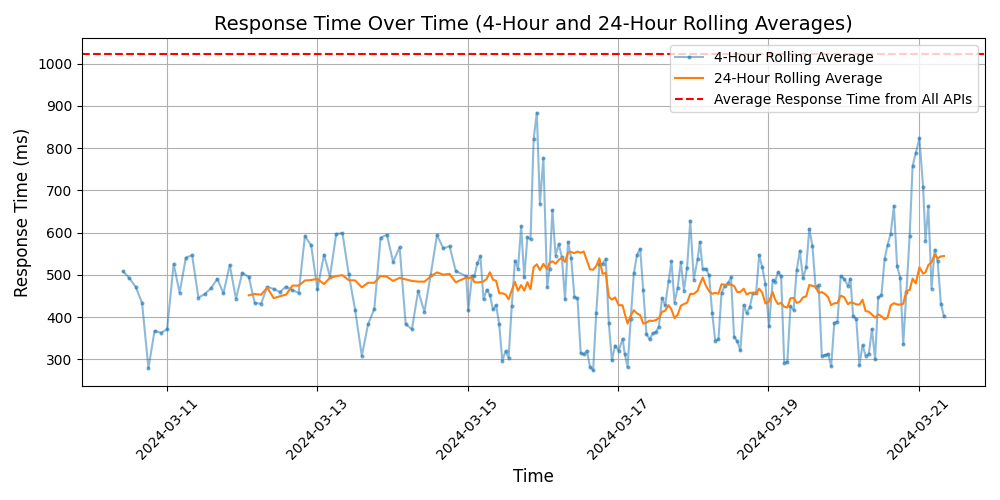 Response Time Over Time (4-Hour and 24-Hour Rolling Averages)
4-Hour Rolling Average
24-Hour Rolling Average
Average Response Time from All APIs
Response Time (ms)
1000
900
800
700
600
500
400
300
2024-03-11
2024-03-13
2024-03-15
2024-03-17
2024-03-19
2024-03-21
Time